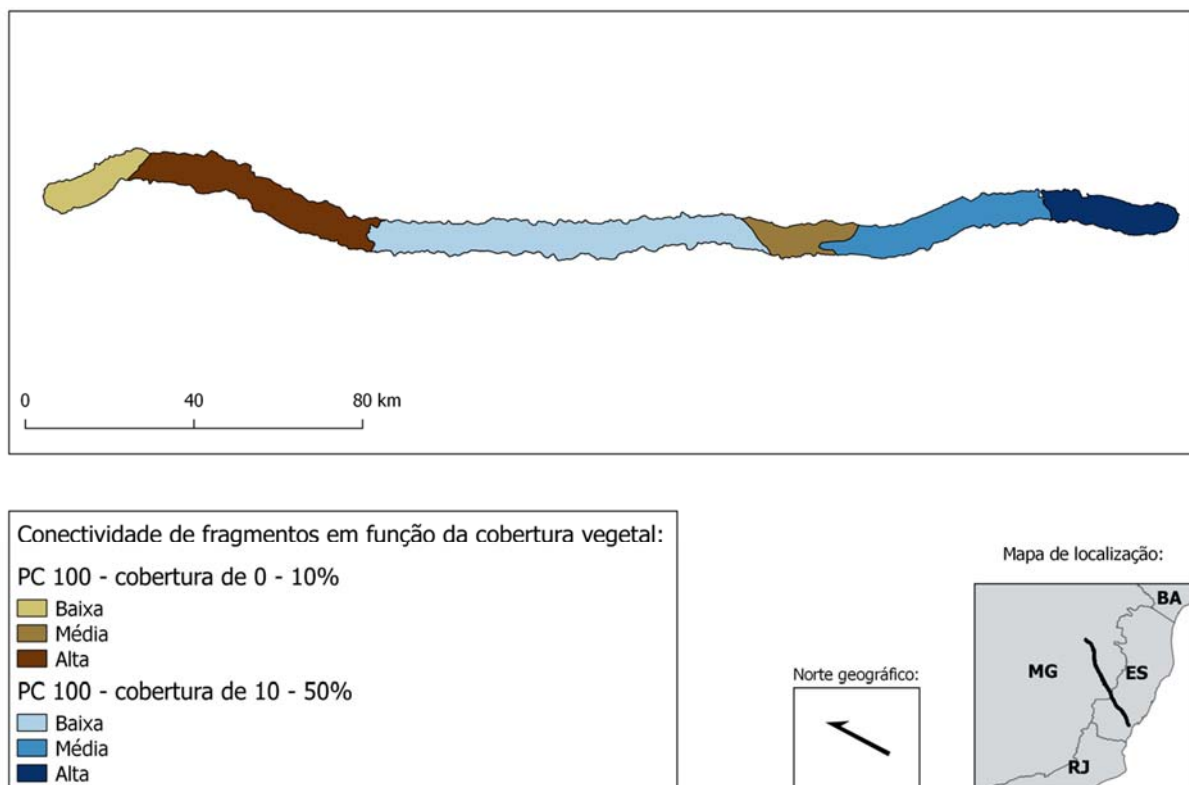 0 40 80 km
Conectividade de fragmentos em função da cobertura vegetal:
PC 100 - cobertura de 0 - 10%
Baixa
Média
Alta
PC 100 - cobertura de 10 - 50%
Baixa
Média
Alta
Norte geográfico:
Mapa de localização:
BA
MG
ES
RJ